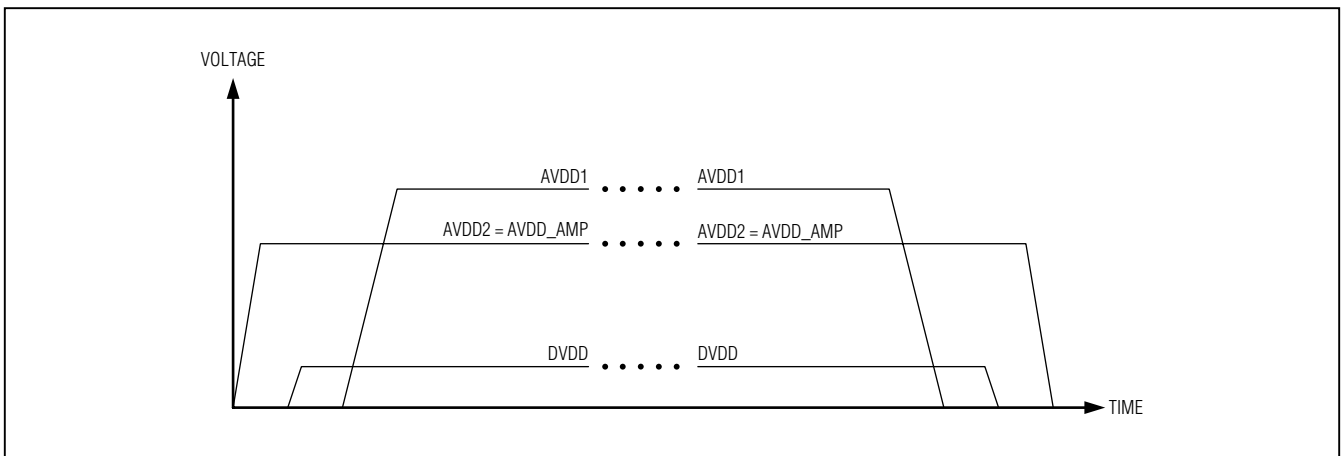 VOLTAGE
AVDD1 ..... AVDD1
AVDD2 = AVDD_AMP ..... AVDD2 = AVDD_AMP
DVDD ..... DVDD
TIME